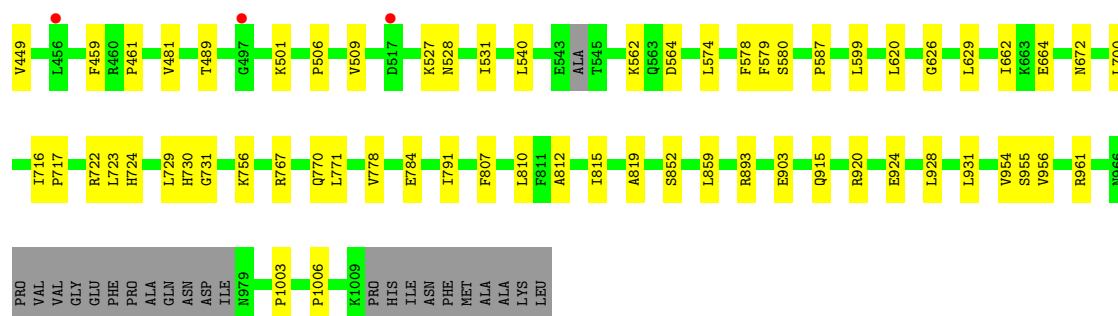 V449 L456 F459 R460 P461 V481 T489 G497 K501 P506 V509 D517 K527 N528 I531 L540 E543 ALA T545 K562 Q563 D564 L574 F578 F579 S580 P587 L599 L620 G626 L629 I662 K663 E664 N672 L700
I716 P717 R722 L723 H724 L729 H730 G731 K756 R767 Q770 L771 V778 E784 I791 F807 L810 F811 A812 I815 A819 S852 L859 R893 E903 Q915 R920 E924 L928 L931 V954 S955 V956 R961 N966
PRO VAL VAL GLY GLU PHE PRO ALA GLN ASN ASP ILE N979 P1003 P1006 K1009 PRO HIS ILE ASN PHE MET ALA ALA LYS LEU